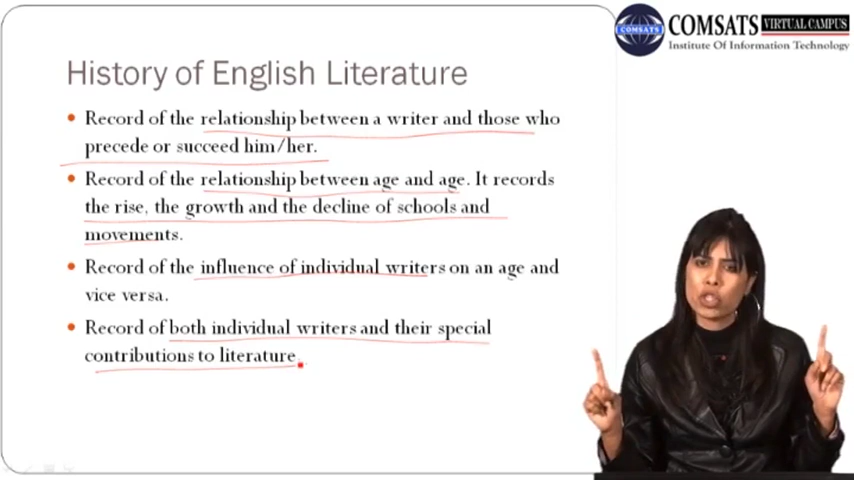 COMSATS
COMSATS VIRTUAL CAMPUS
Institute Of Information Technology
History of English Literature
• Record of the relationship between a writer and those who
precede or succeed him/her.
• Record of the relationship between age and age. It records
the rise, the growth and the decline of schools and
movements.
• Record of the influence of individual writers on an age and
vice versa.
• Record of both individual writers and their special
contributions to literature.